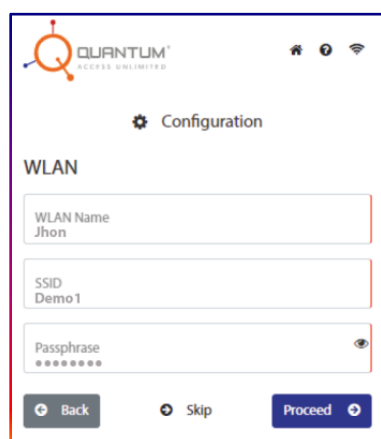 QUANTUM
ACCESS UNLIMITED
Configuration
WLAN
WLAN Name
Jhon
SSID
Demo1
Passphrase
Back
Skip
Proceed